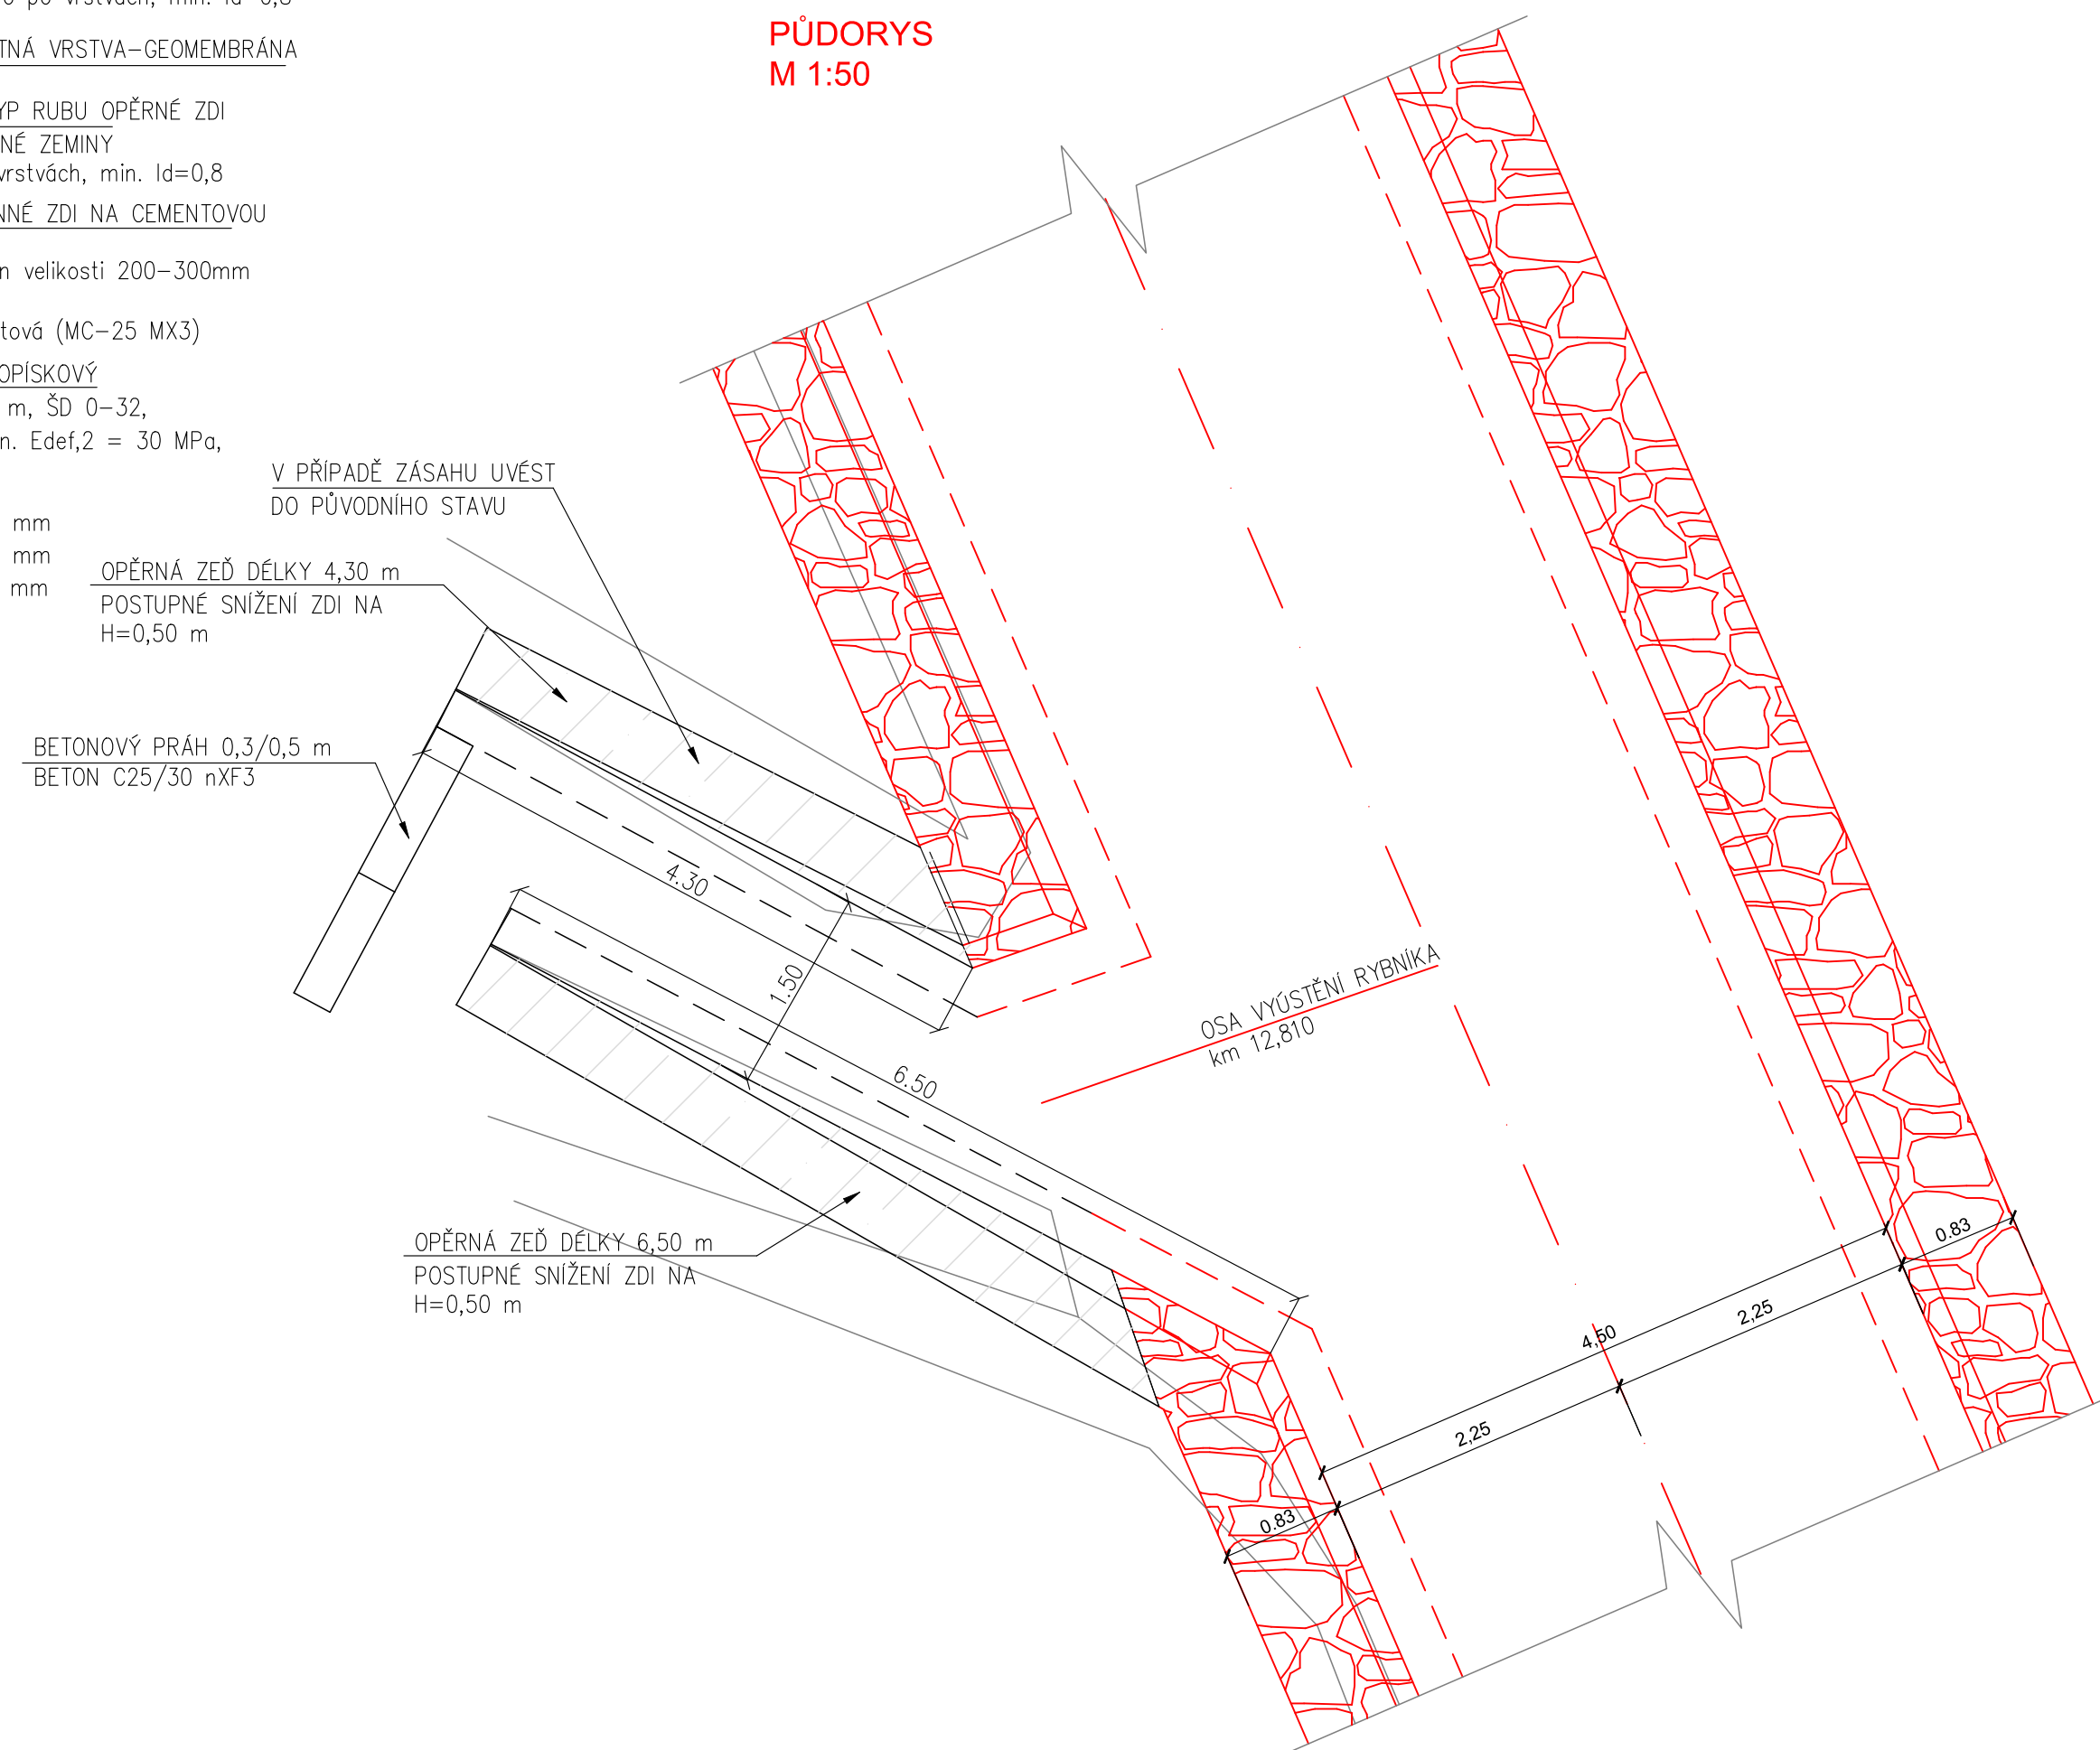 po vrstvách, min.
TNÁ VRSTVA-GEOMEMBRÁNA
YP RUBU OPĚRNÉ ZDI
NÉ ZEMINY
vrstvách, min. Id=0,8
NNÉ ZDI NA CEMENTOVOU
n velikosti 200-300mm
tová (MC-25 MX3)
OPÍSKOVÝ
m, ŠD 0-32,
n. Edef,2 = 30 MPa,
mm
mm
mm
PŮDORYS
M 1:50
V PŘÍPADĚ ZÁSAHU UVÉST
DO PŮVODNÍHO STAVU
OPĚRNÁ ZEĎ DÉLKY 4,30 m
POSTUPNÉ SNÍŽENÍ ZDI NA
H=0,50 m
BETONOVÝ PRÁH 0,3/0,5 m
BETON C25/30 nXF3
4.30
1.50
6.50
OSA VYÚSTĚNÍ RYBNÍKA
km 12,810
OPĚRNÁ ZEĎ DÉLKY 6,50 m
POSTUPNÉ SNÍŽENÍ ZDI NA
H=0,50 m
0.83
4,50
2,25
2,25
0.83